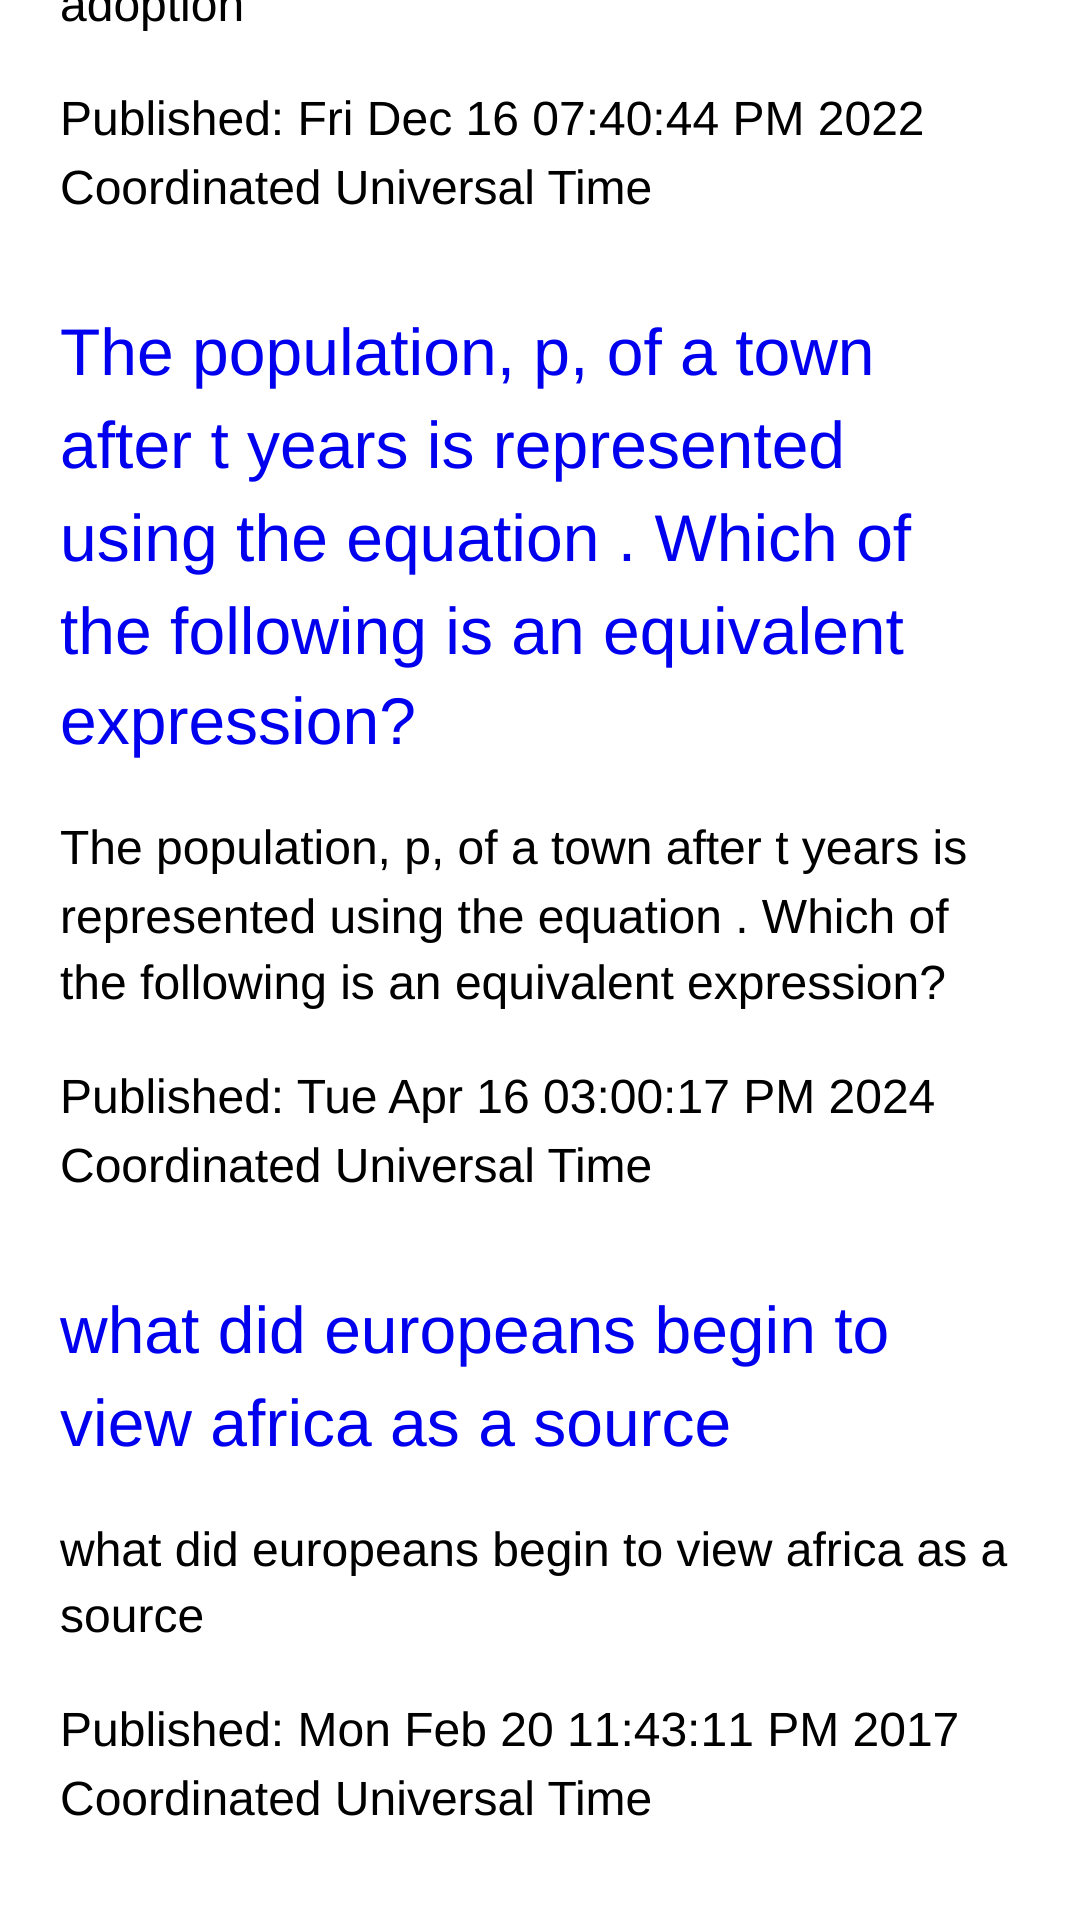 adoption
Published: Fri Dec 16 07:40:44 PM 2022
Coordinated Universal Time
The population, p, of a town
after t years is represented
using the equation . Which of
the following is an equivalent
expression?
The population, p, of a town after t years is
represented using the equation . Which of
the following is an equivalent expression?
Published: Tue Apr 16 03:00:17 PM 2024
Coordinated Universal Time
what did europeans begin to
view africa as a source
what did europeans begin to view africa as a
source
Published: Mon Feb 20 11:43:11 PM 2017
Coordinated Universal Time